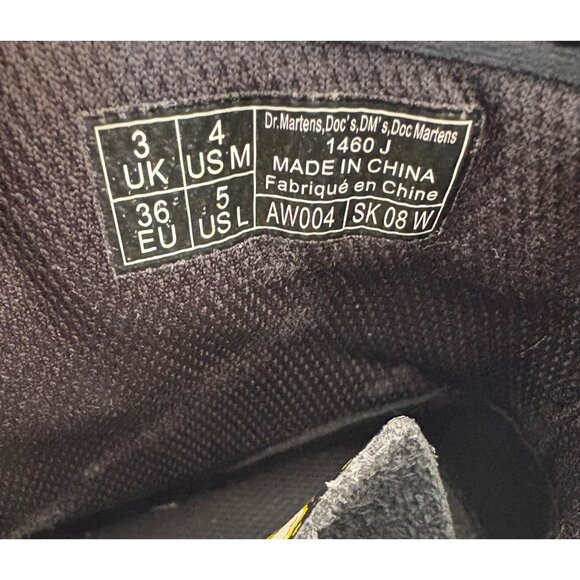 3 UK
4 US M
36 EU
5 US L
Dr.Martens,Doc's,DM's,Doc Martens
1460 J
MADE IN CHINA
Fabriqué en Chine
AW004
SK 08 W